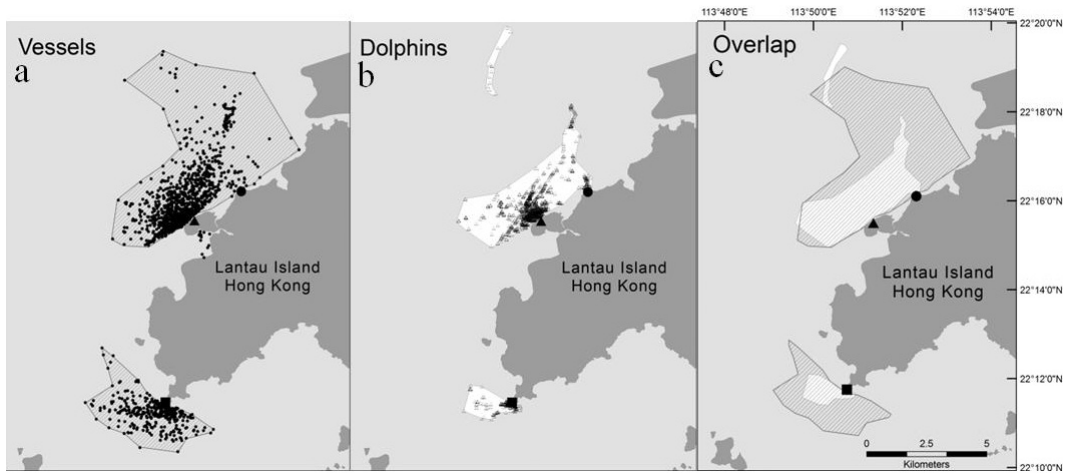 Vessels
a
Lantau Island
Hong Kong
Dolphins
b
Lantau Island
Hong Kong
Overlap
c
Lantau Island
Hong Kong
113°48'0"E 113°50'0"E 113°52'0"E 113°54'0"E
22°20'0"N
22°18'0"N
22°16'0"N
22°14'0"N
22°12'0"N
22°10'0"N
0 2.5 5
Kilometers